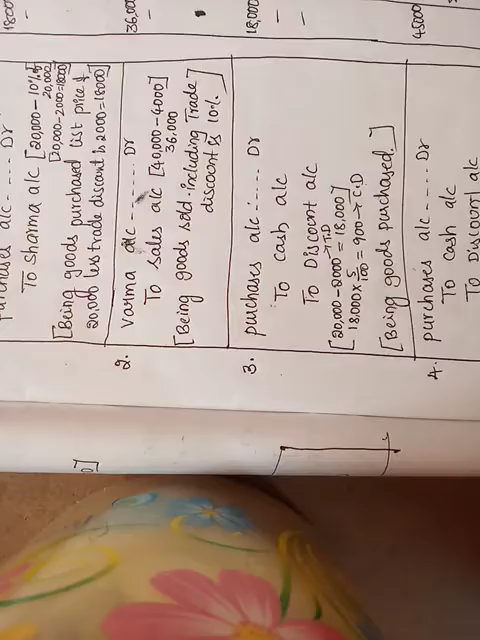 18000
Purchases a/c - ... Dr
To Sharma a/c [20,000 - 10% of 20,000
[20,000 - 2,000 = 18000]
[Being goods purchased list price ₹
20,000 les trade discount is 2000 = 18000]
36,000
2. Varma a/c - ..... Dr
To sales a/c [40,000 - 4000]
36.000
[Being goods sold including Trade
discount is 10%.]
18,000
3. purchases a/c ..... Dr
To cash a/c
To Discount a/c
[20,000 - 2000 → T.D = 18,000]
18,000 x 5/100 = 900 → C.D
[Being goods purchased.]
45000
4. purchases a/c - .... Dr
To cash a/c
To Discount a/c